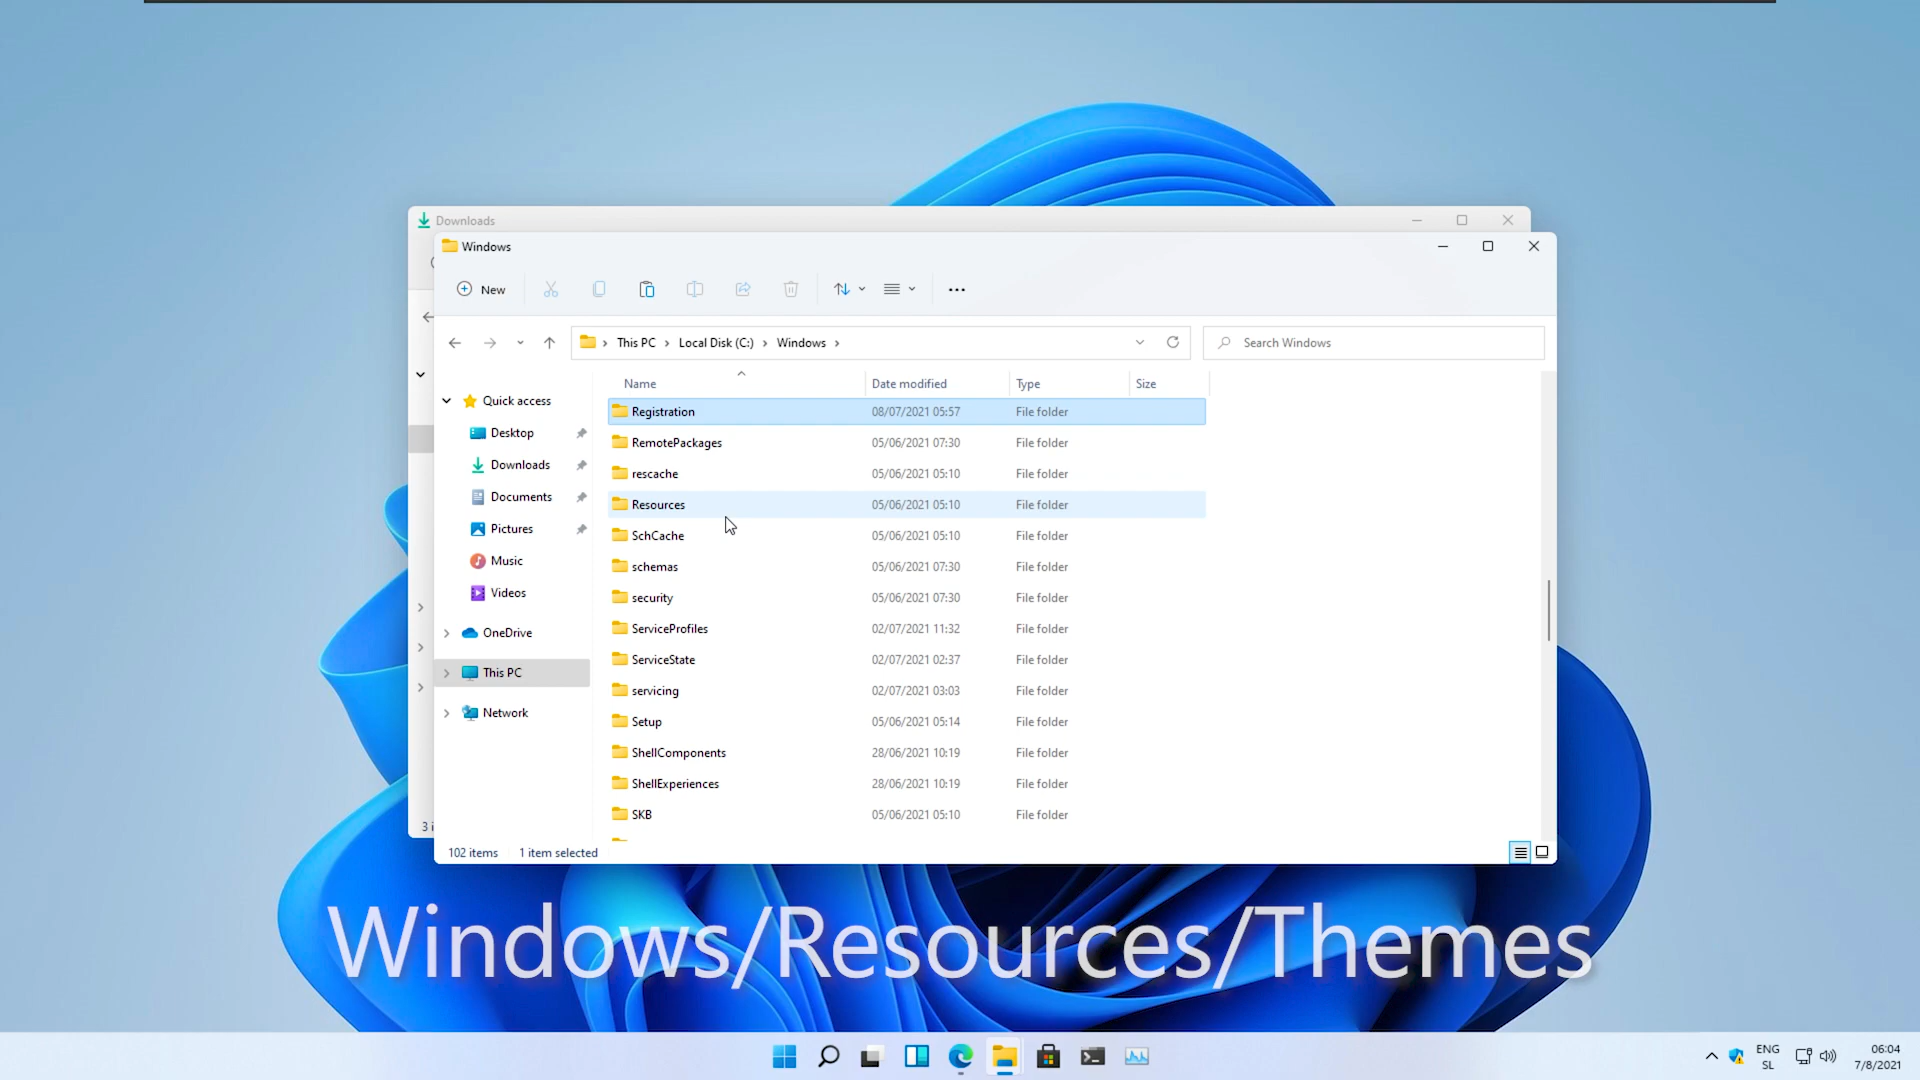 Downloads
Windows
New
This PC
Local Disk (C:)
Windows
Search Windows
Name
Date modified
Type
Size
Quick access
Desktop
Downloads
Documents
Pictures
Music
Videos
OneDrive
This PC
Network
Registration 08/07/2021 05:57 File folder
RemotePackages 05/06/2021 07:30 File folder
rescache 05/06/2021 05:10 File folder
Resources 05/06/2021 05:10 File folder
SchCache 05/06/2021 05:10 File folder
schemas 05/06/2021 07:30 File folder
security 05/06/2021 07:30 File folder
ServiceProfiles 02/07/2021 11:32 File folder
ServiceState 02/07/2021 02:37 File folder
servicing 02/07/2021 03:03 File folder
Setup 05/06/2021 05:14 File folder
ShellComponents 28/06/2021 10:19 File folder
ShellExperiences 28/06/2021 10:19 File folder
SKB 05/06/2021 05:10 File folder
3 i
102 items
1 item selected
Windows/Resources/Themes
ENG
SL
06:04
7/8/2021